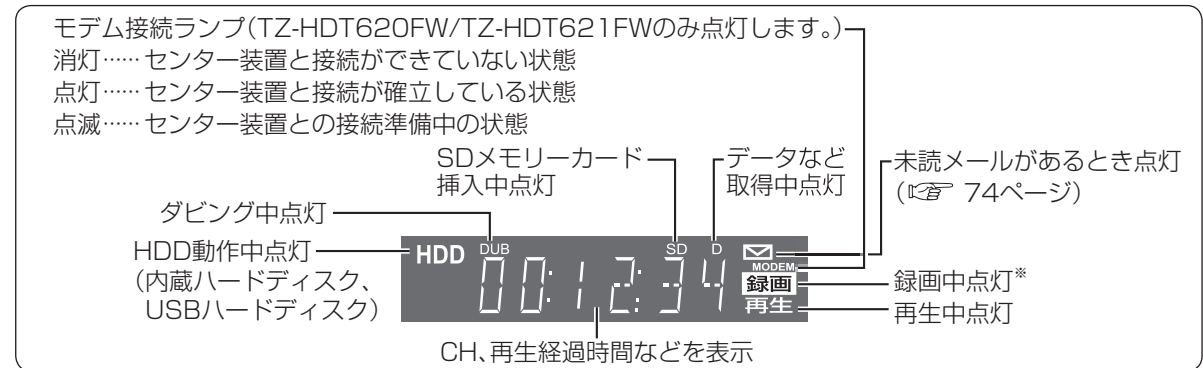 モデム接続ランプ(TZ-HDT620FW/TZ-HDT621FWのみ点灯します。)
消灯…… センター装置と接続ができていない状態
点灯…… センター装置と接続が確立している状態
点滅…… センター装置との接続準備中の状態
SDメモリーカード
挿入中点灯
データなど
取得中点灯
未読メールがあるとき点灯
(☞ 74ページ)
ダビング中点灯
HDD動作中点灯
(内蔵ハードディスク、
USBハードディスク)
HDD
DUB
SD
D
MODEM
00:12:34
録画
再生
録画中点灯※
再生中点灯
CH、再生経過時間などを表示